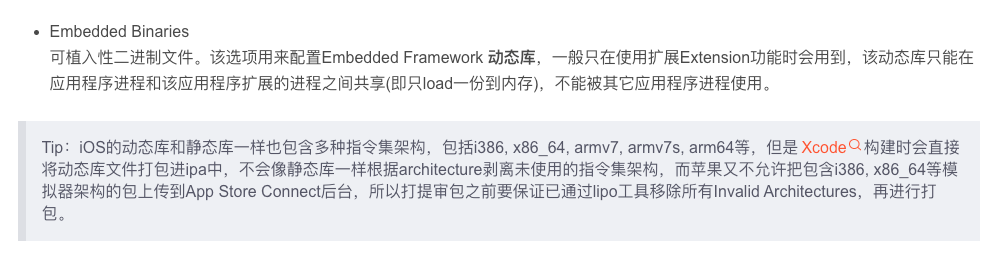 Embedded Binaries
可植入性二进制文件。该选项用来配置Embedded Framework 动态库，一般只在使用扩展Extension功能时会用到，该动态库只能在
应用程序进程和该应用程序扩展的进程之间共享(即只load一份到内存)，不能被其它应用程序进程使用。
Tip：iOS的动态库和静态库一样也包含多种指令集架构，包括i386, x86_64, armv7, armv7s, arm64等，但是 Xcode 构建时会直接
将动态库文件打包进ipa中，不会像静态库一样根据architecture剥离未使用的指令集架构，而苹果又不允许把包含i386, x86_64等模
拟器架构的包上传到App Store Connect后台，所以打提审包之前要保证已通过lipo工具移除所有Invalid Architectures，再进行打
包。